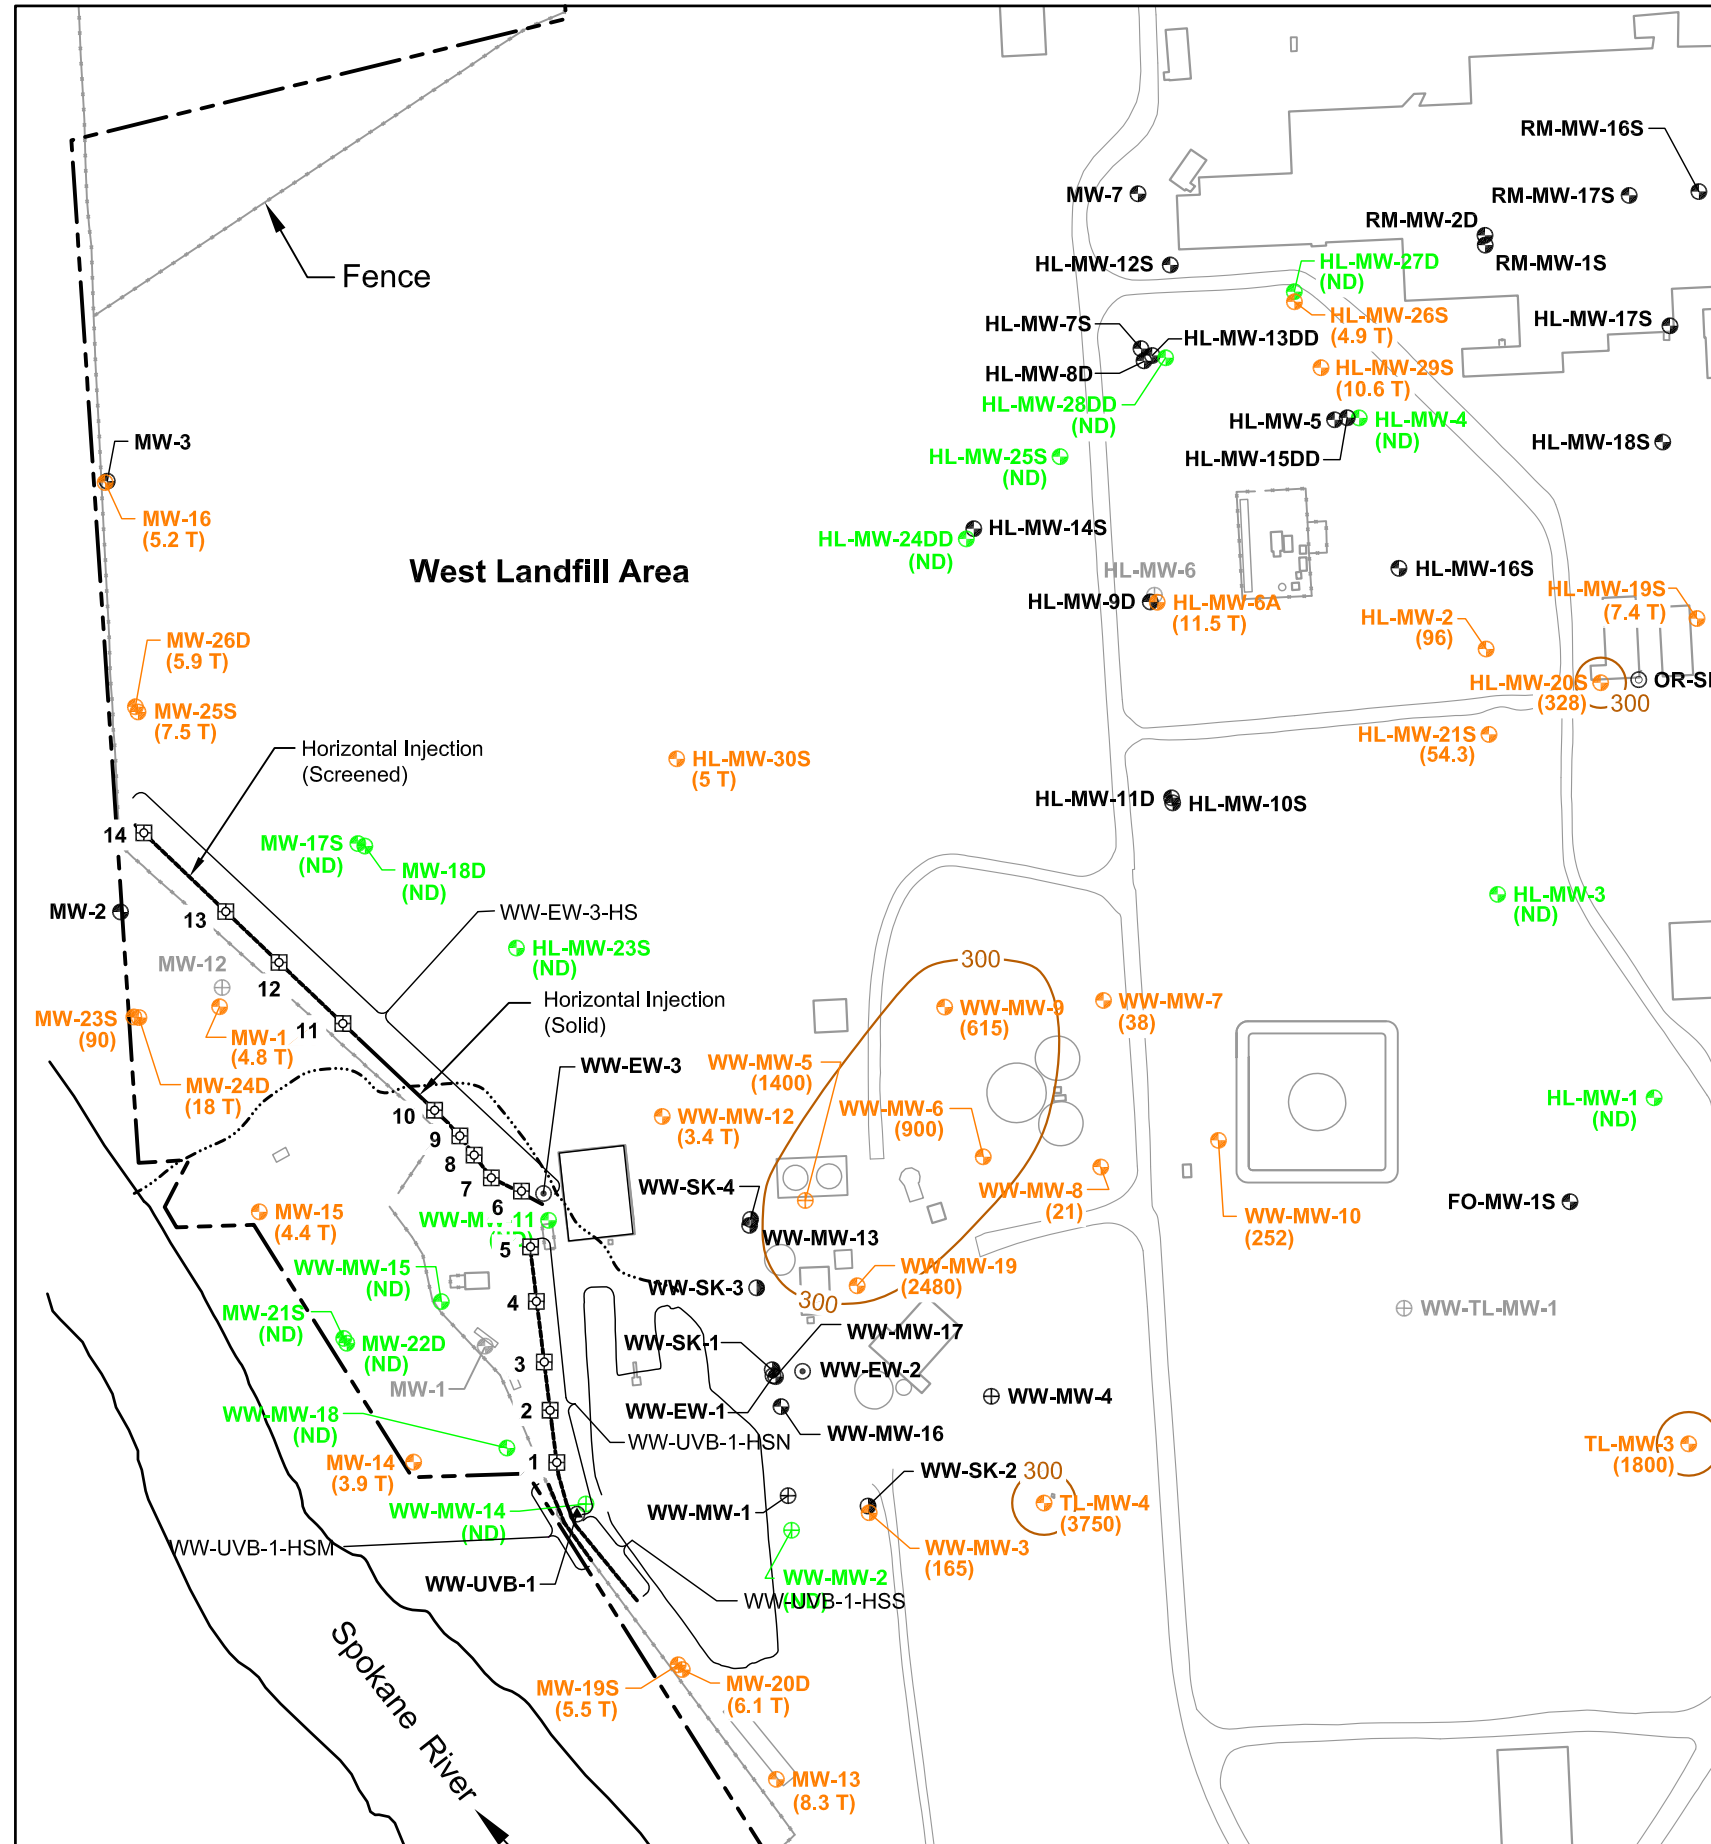 RM-MW-16S
MW-7
RM-MW-17S
RM-MW-2D
RM-MW-1S
Fence
HL-MW-12S
HL-MW-27D
(ND)
HL-MW-26S
(4.9 T)
HL-MW-7S
HL-MW-13DD
HL-MW-17S
HL-MW-8D
HL-MW-29S
(10.6 T)
HL-MW-28DD
(ND)
HL-MW-5
HL-MW-4
(ND)
MW-3
HL-MW-18S
HL-MW-25S
(ND)
HL-MW-15DD
MW-16
(5.2 T)
HL-MW-14S
HL-MW-24DD
(ND)
West Landfill Area
HL-MW-6
HL-MW-16S
HL-MW-9D
HL-MW-6A
(11.5 T)
HL-MW-19S
(7.4 T)
HL-MW-2
(96)
MW-26D
(5.9 T)
HL-MW-20S
(328)
300
OR-S
MW-25S
(7.5 T)
HL-MW-21S
(54.3)
Horizontal Injection
(Screened)
HL-MW-30S
(5 T)
HL-MW-11D
HL-MW-10S
14
MW-17S
(ND)
MW-18D
(ND)
HL-MW-3
(ND)
MW-2
13
WW-EW-3-HS
HL-MW-23S
(ND)
MW-12
12
300
Horizontal Injection
(Solid)
WW-MW-9
(615)
WW-MW-7
(38)
MW-23S
(90)
MW-1
(4.8 T)
11
WW-EW-3
WW-MW-5
(1400)
MW-24D
(18 T)
HL-MW-1
(ND)
10
WW-MW-12
(3.4 T)
WW-MW-6
(900)
9
8
7
6
WW-SK-4
WW-MW-8
(21)
FO-MW-1S
MW-15
(4.4 T)
WW-MW-11
(ND)
WW-MW-10
(252)
WW-MW-13
5
WW-MW-15
(ND)
WW-MW-19
(2480)
WW-SK-3
4
300
WW-TL-MW-1
MW-21S
(ND)
MW-22D
(ND)
WW-SK-1
WW-MW-17
3
WW-EW-2
MW-1
WW-MW-4
2
WW-EW-1
WW-MW-18
(ND)
WW-UVB-1-HSN
WW-MW-16
TL-MW-3
(1800)
1
MW-14
(3.9 T)
WW-SK-2
300
WW-MW-14
(ND)
WW-MW-1
TL-MW-4
(3750)
WW-UVB-1-HSM
WW-MW-3
(165)
WW-UVB-1
WW-MW-2
(ND)
WW-UVB-1-HSS
Spokane River
MW-19S
(5.5 T)
MW-20D
(6.1 T)
MW-13
(8.3 T)